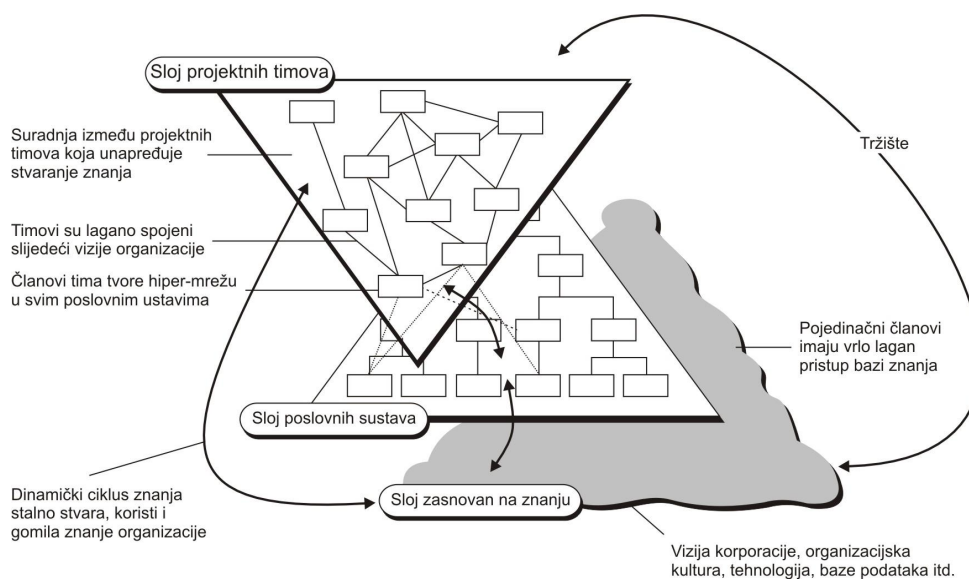 Sloj projektnih timova
Suradnja između projektnih
timova koja unapređuje
stvaranje znanja
Timovi su lagano spojeni
slijedeći vizije organizacije
Članovi tima tvore hiper-mrežu
u svim poslovnim ustavima
Tržište
Pojedinačni članovi
imaju vrlo lagan
pristup bazi znanja
Sloj poslovnih sustava
Dinamički ciklus znanja
stalno stvara, koristi i
gomila znanje organizacije
Sloj zasnovan na znanju
Vizija korporacije, organizacijska
kultura, tehnologija, baze podataka itd.